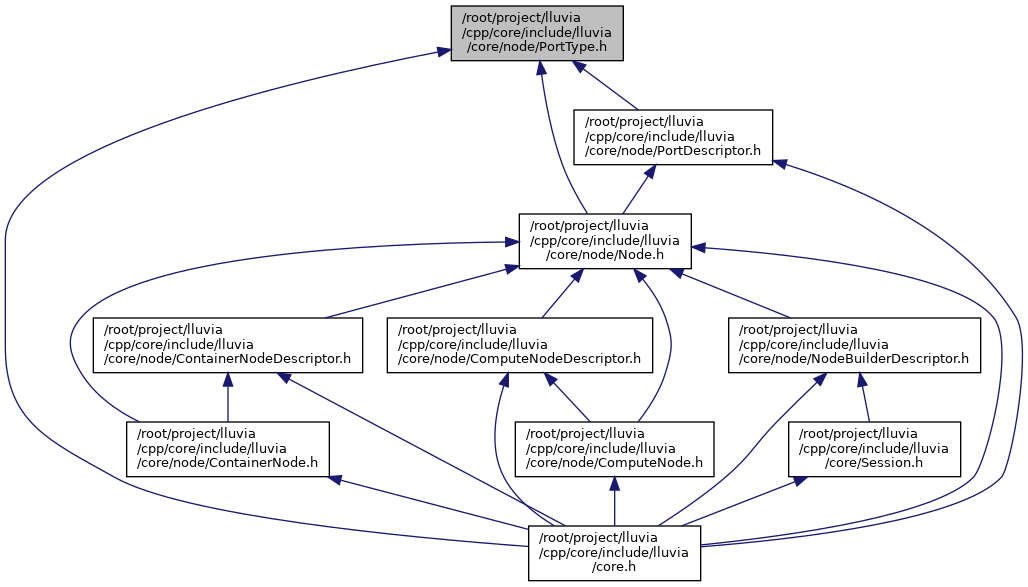 /root/project/lluvia
/cpp/core/include/lluvia
/core/node/PortType.h
/root/project/lluvia
/cpp/core/include/lluvia
/core/node/PortDescriptor.h
/root/project/lluvia
/cpp/core/include/lluvia
/core/node/Node.h
/root/project/lluvia
/cpp/core/include/lluvia
/core/node/ContainerNodeDescriptor.h
/root/project/lluvia
/cpp/core/include/lluvia
/core/node/ComputeNodeDescriptor.h
/root/project/lluvia
/cpp/core/include/lluvia
/core/node/NodeBuilderDescriptor.h
/root/project/lluvia
/cpp/core/include/lluvia
/core/node/ContainerNode.h
/root/project/lluvia
/cpp/core/include/lluvia
/core/node/ComputeNode.h
/root/project/lluvia
/cpp/core/include/lluvia
/core/Session.h
/root/project/lluvia
/cpp/core/include/lluvia
/core.h